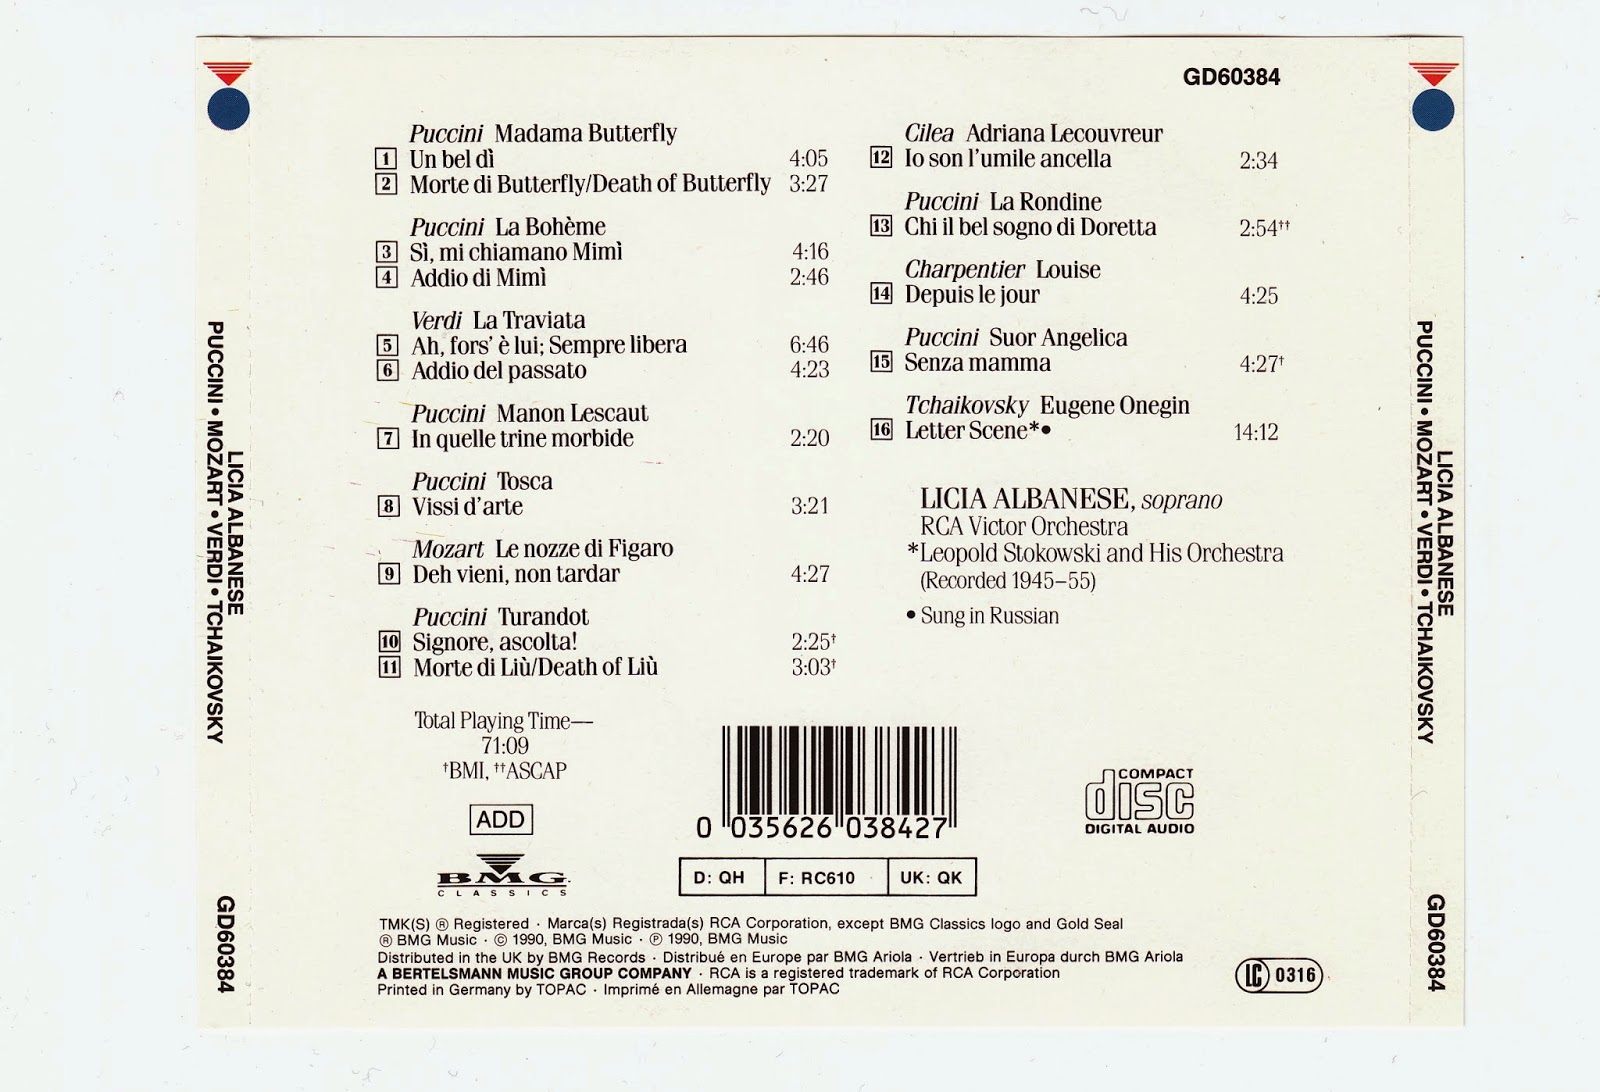 GD60384
Puccini Madama Butterfly
1 Un bel dì 4:05
2 Morte di Butterfly/Death of Butterfly 3:27
Puccini La Bohème
3 Sì, mi chiamano Mimì 4:16
4 Addio di Mimì 2:46
Verdi La Traviata
5 Ah, fors' è lui; Sempre libera 6:46
6 Addio del passato 4:23
Puccini Manon Lescaut
7 In quelle trine morbide 2:20
Puccini Tosca
8 Vissi d'arte 3:21
Mozart Le nozze di Figaro
9 Deh vieni, non tardar 4:27
Puccini Turandot
10 Signore, ascolta! 2:25†
11 Morte di Liù/Death of Liù 3:03†
Cilea Adriana Lecouvreur
12 Io son l'umile ancella 2:34
Puccini La Rondine
13 Chi il bel sogno di Doretta 2:54††
Charpentier Louise
14 Depuis le jour 4:25
Puccini Suor Angelica
15 Senza mamma 4:27†
Tchaikovsky Eugene Onegin
16 Letter Scene*• 14:12
LICIA ALBANESE, soprano
RCA Victor Orchestra
*Leopold Stokowski and His Orchestra
(Recorded 1945–55)
• Sung in Russian
Total Playing Time—
71:09
†BMI, ††ASCAP
ADD
BMG
CLASSICS
0 035626 038427
D: QH F: RC610 UK: QK
COMPACT
disc
DIGITAL AUDIO
TMK(S) ® Registered · Marca(s) Registrada(s) RCA Corporation, except BMG Classics logo and Gold Seal
® BMG Music · © 1990, BMG Music · ℗ 1990, BMG Music
Distributed in the UK by BMG Records · Distribué en Europe par BMG Ariola · Vertrieb in Europa durch BMG Ariola
A BERTELSMANN MUSIC GROUP COMPANY · RCA is a registered trademark of RCA Corporation
Printed in Germany by TOPAC · Imprimé en Allemagne par TOPAC
LC 0316
LICIA ALBANESE
PUCCINI • MOZART • VERDI • TCHAIKOVSKY
GD60384
LICIA ALBANESE
PUCCINI • MOZART • VERDI • TCHAIKOVSKY
GD60384